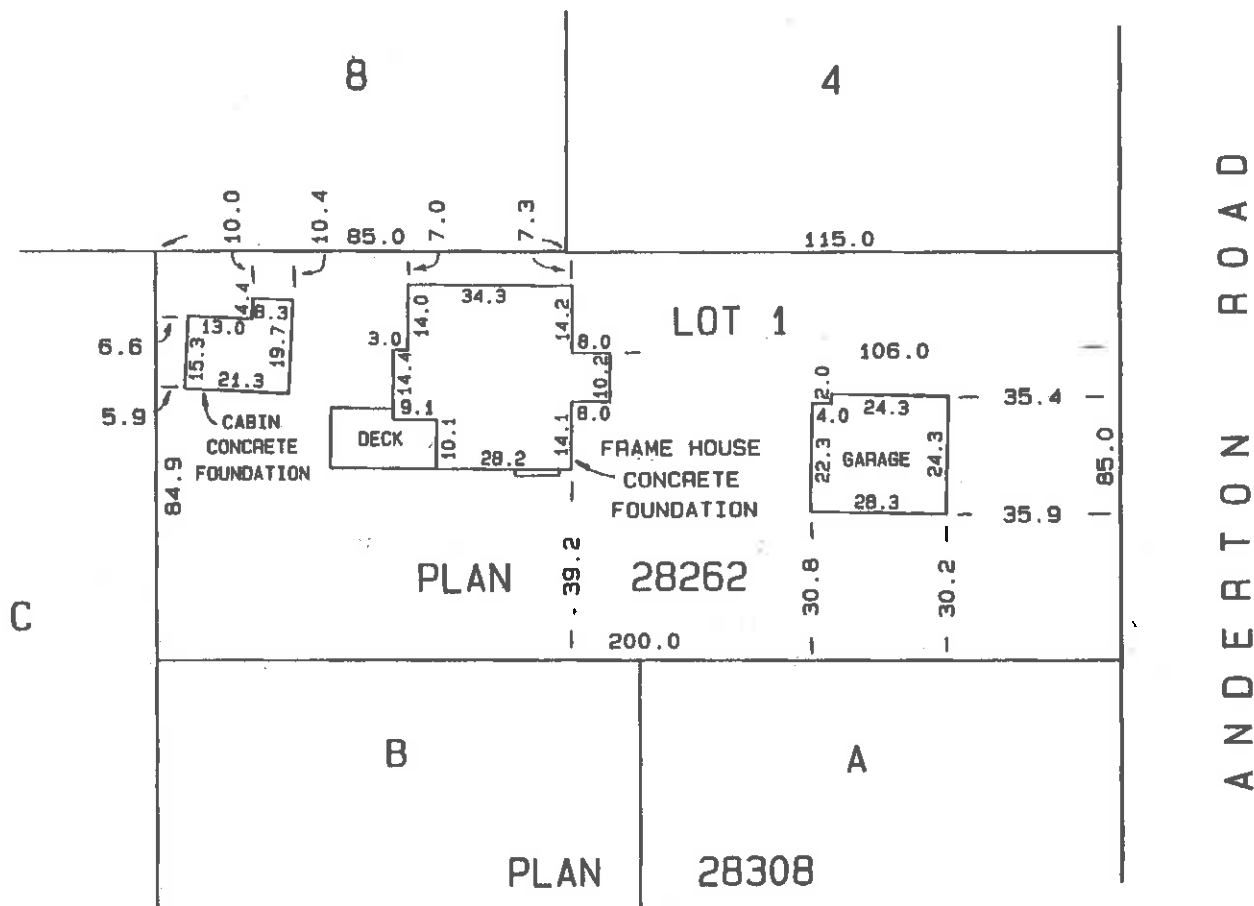 8
4
ANDERTON ROAD
10.0
10.4
85.0
7.0
7.3
115.0
4.4
8.3
13.0
15.3
19.7
21.3
6.6
5.9
CABIN
CONCRETE
FOUNDATION
84.9
34.3
14.0
14.2
3.0
14.4
9.1
DECK
10.1
28.2
14.1
8.0
10.2
8.0
FRAME HOUSE
CONCRETE
FOUNDATION
LOT 1
106.0
2.0
4.0
24.3
22.3
GARAGE
24.3
28.3
35.4
35.9
85.0
39.2
30.8
30.2
PLAN 28262
200.0
C
B
A
PLAN 28308